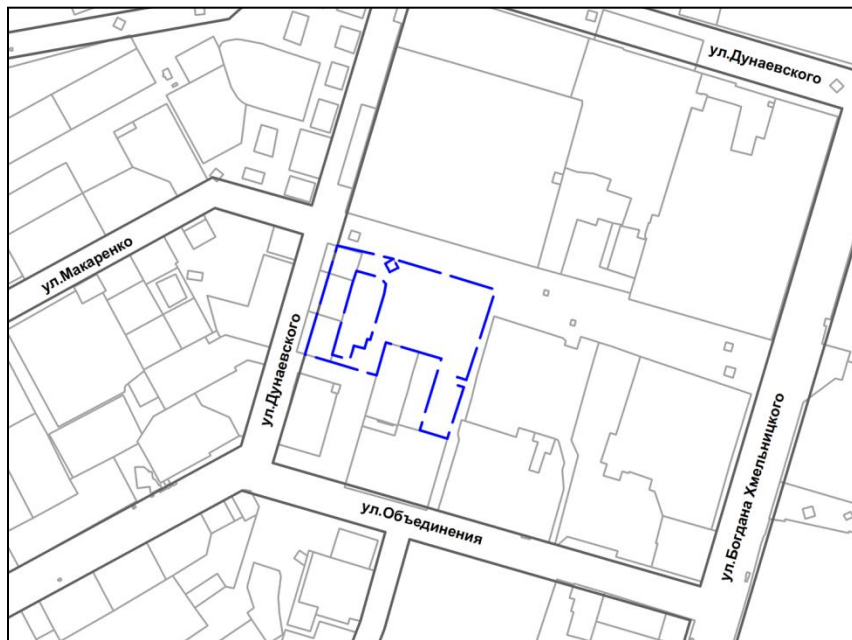 ул.Дунаевского
ул.Макаренко
ул.Дунаевского
ул.Богдана Хмельницкого
ул.Объединения